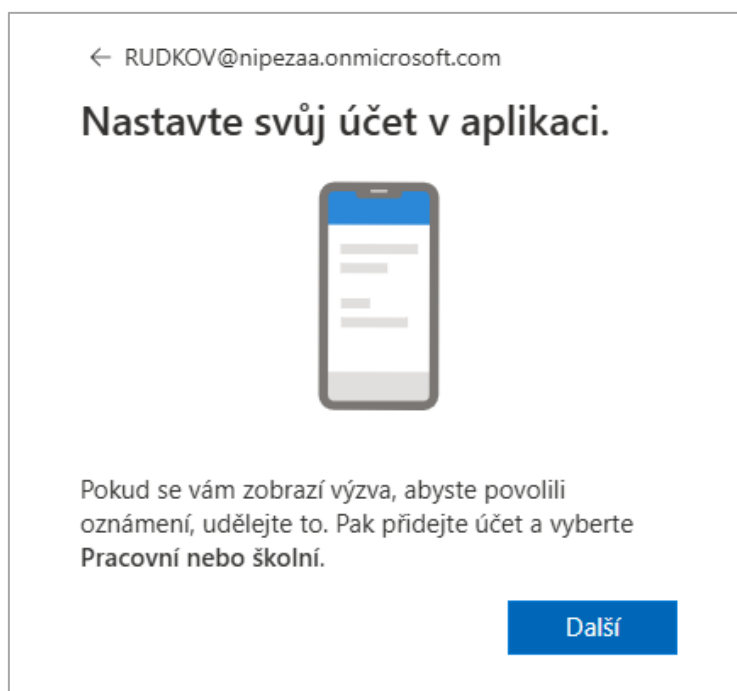 ← RUDKOV@nipezaa.onmicrosoft.com
Nastavte svůj účet v aplikaci.
Pokud se vám zobrazí výzva, abyste povolili
oznámení, udělejte to. Pak přidejte účet a vyberte
Pracovní nebo školní.
Další